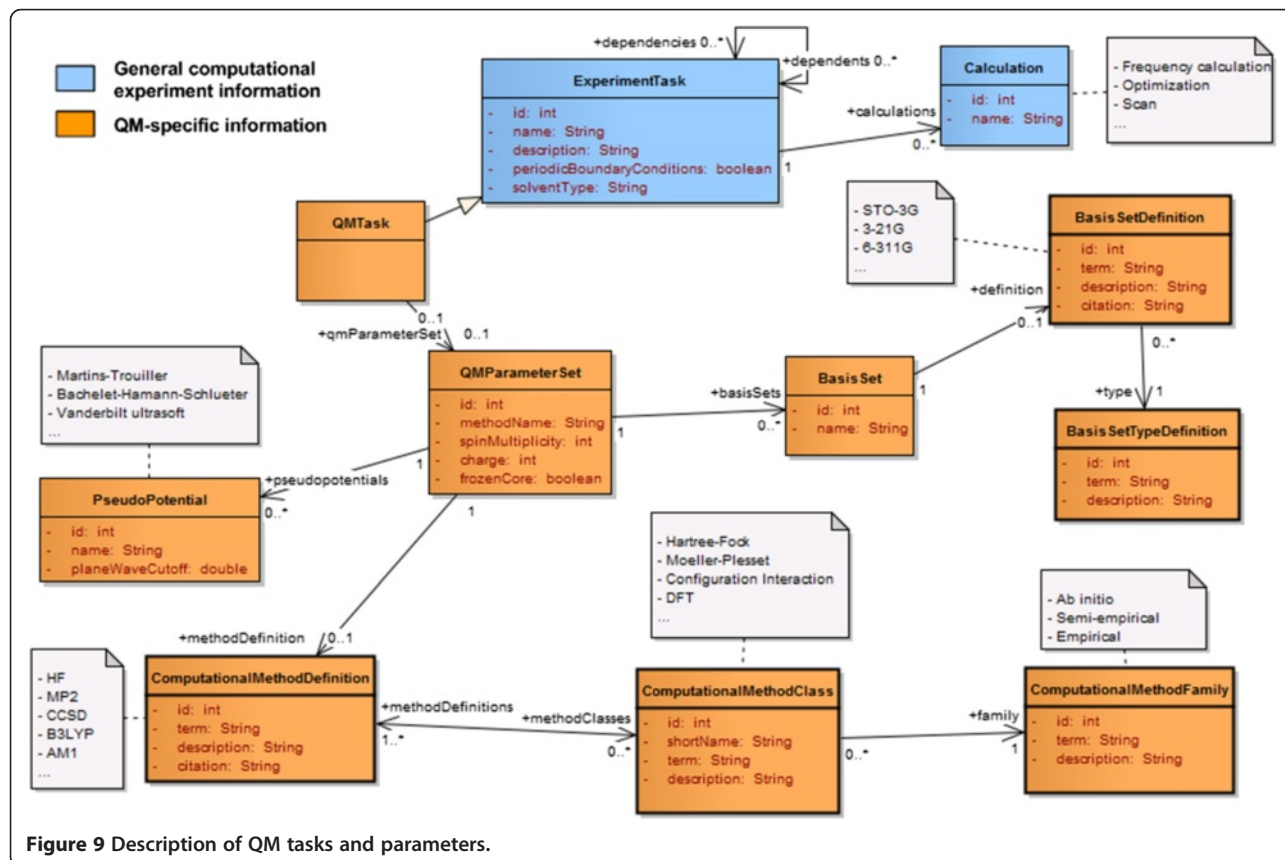 General computational
experiment information
QM-specific information
+dependencies 0..*
+dependents 0..*
ExperimentTask
- id: int
- name: String
- description: String
- periodicBoundaryConditions: boolean
- solventType: String
+calculations
1
0..*
Calculation
- id: int
- name: String
- Frequency calculation
- Optimization
- Scan
...
QMTask
0..1
+qmParameterSet
0..1
- STO-3G
- 3-21G
- 6-311G
...
BasisSetDefinition
- id: int
- term: String
- description: String
- citation: String
+definition
0..1
1
0..*
+type
1
BasisSetTypeDefinition
- id: int
- term: String
- description: String
- Martins-Trouiller
- Bachelet-Hamann-Schlueter
- Vanderbilt ultrasoft
...
QMParameterSet
- id: int
- methodName: String
- spinMultiplicity: int
- charge: int
- frozenCore: boolean
+basisSets
1
0..*
BasisSet
- id: int
- name: String
1
+pseudopotentials
0..*
PseudoPotential
- id: int
- name: String
- planeWaveCutoff: double
1
+methodDefinition
0..1
- Hartree-Fock
- Moeller-Plesset
- Configuration Interaction
- DFT
...
- Ab initio
- Semi-empirical
- Empirical
- HF
- MP2
- CCSD
- B3LYP
- AM1
...
ComputationalMethodDefinition
- id: int
- term: String
- description: String
- citation: String
+methodDefinitions
1..*
+methodClasses
0..*
ComputationalMethodClass
- id: int
- shortName: String
- term: String
- description: String
0..*
+family
1
ComputationalMethodFamily
- id: int
- term: String
- description: String
Figure 9 Description of QM tasks and parameters.